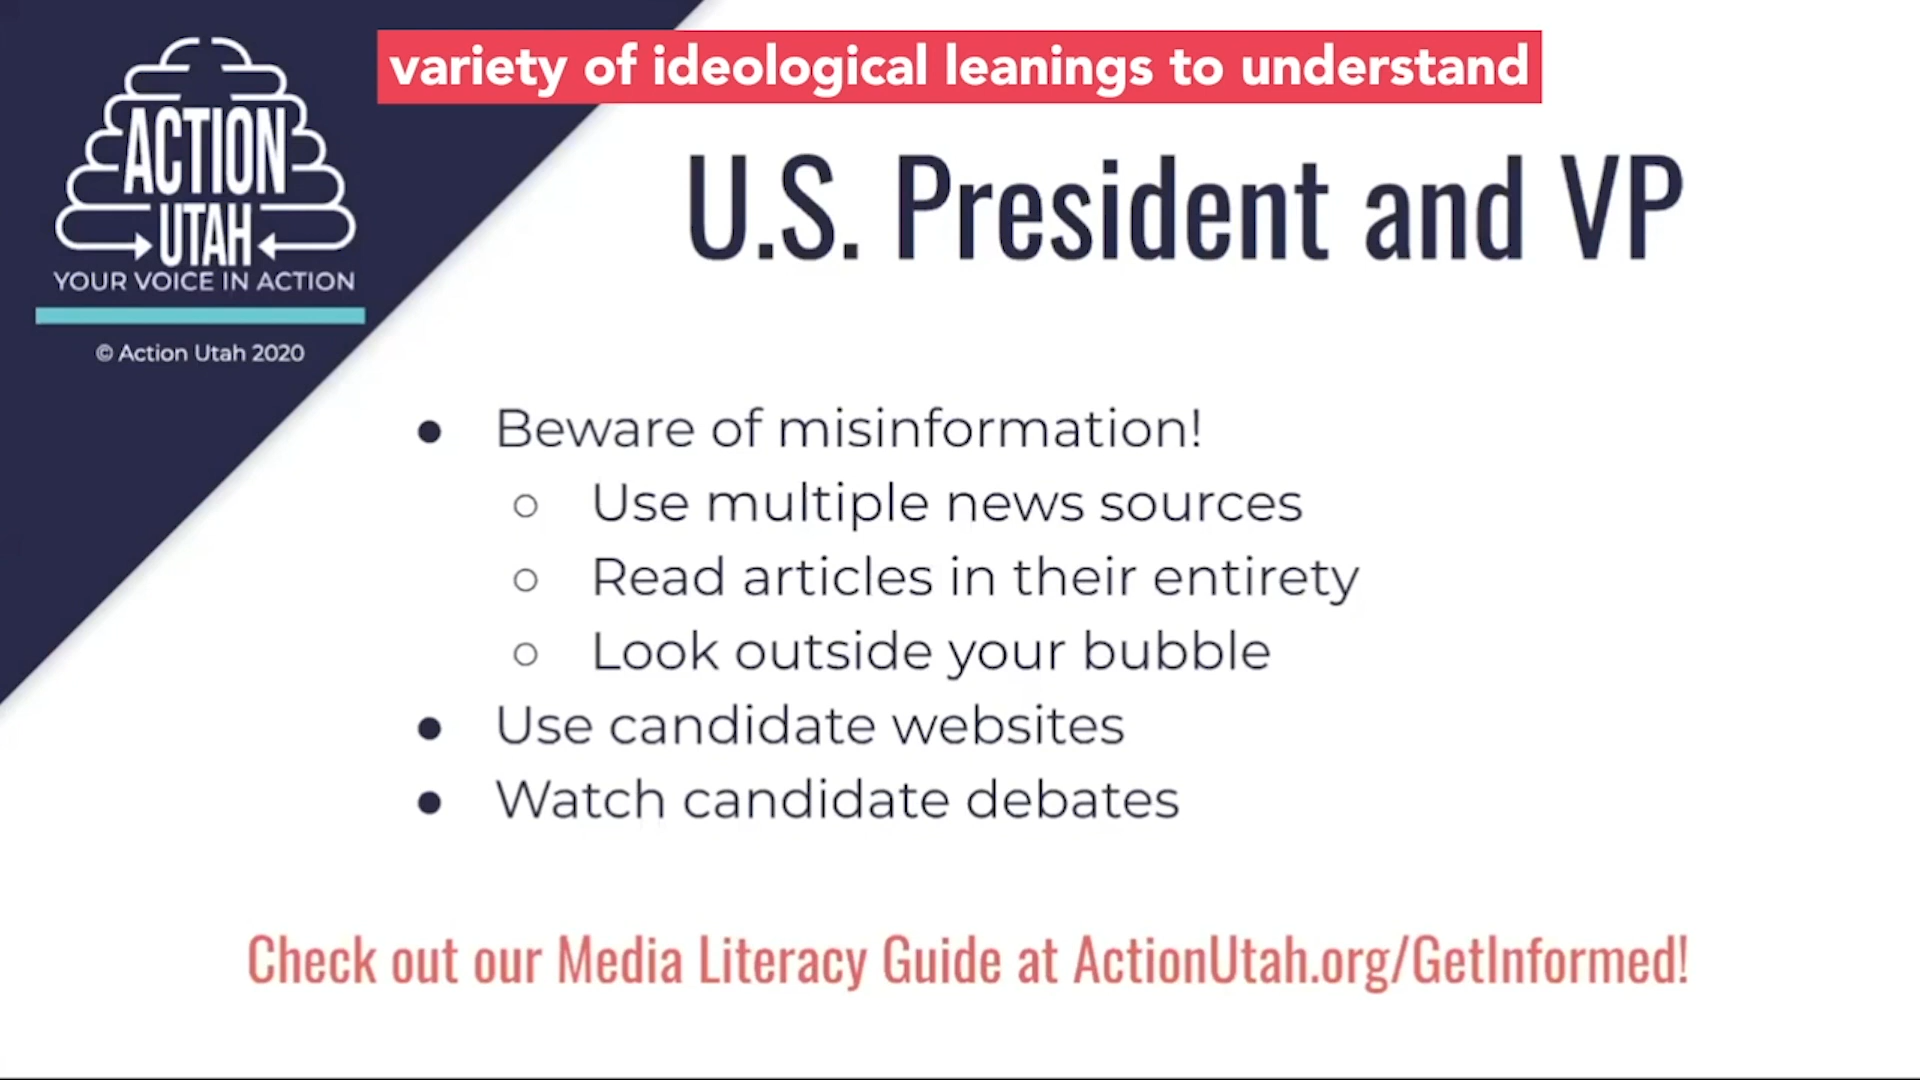 variety of ideological leanings to understand
ACTION
UTAH
YOUR VOICE IN ACTION
© Action Utah 2020
U.S. President and VP
● Beware of misinformation!
○ Use multiple news sources
○ Read articles in their entirety
○ Look outside your bubble
● Use candidate websites
● Watch candidate debates
Check out our Media Literacy Guide at ActionUtah.org/GetInformed!